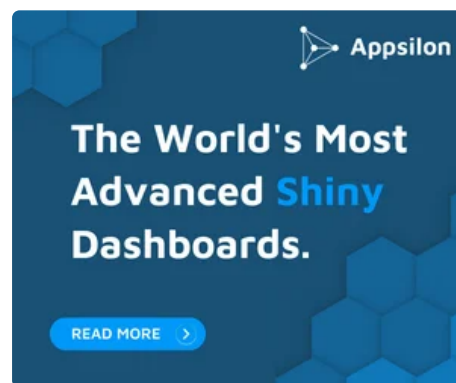 Appsilon
The World's Most
Advanced Shiny
Dashboards.
READ MORE